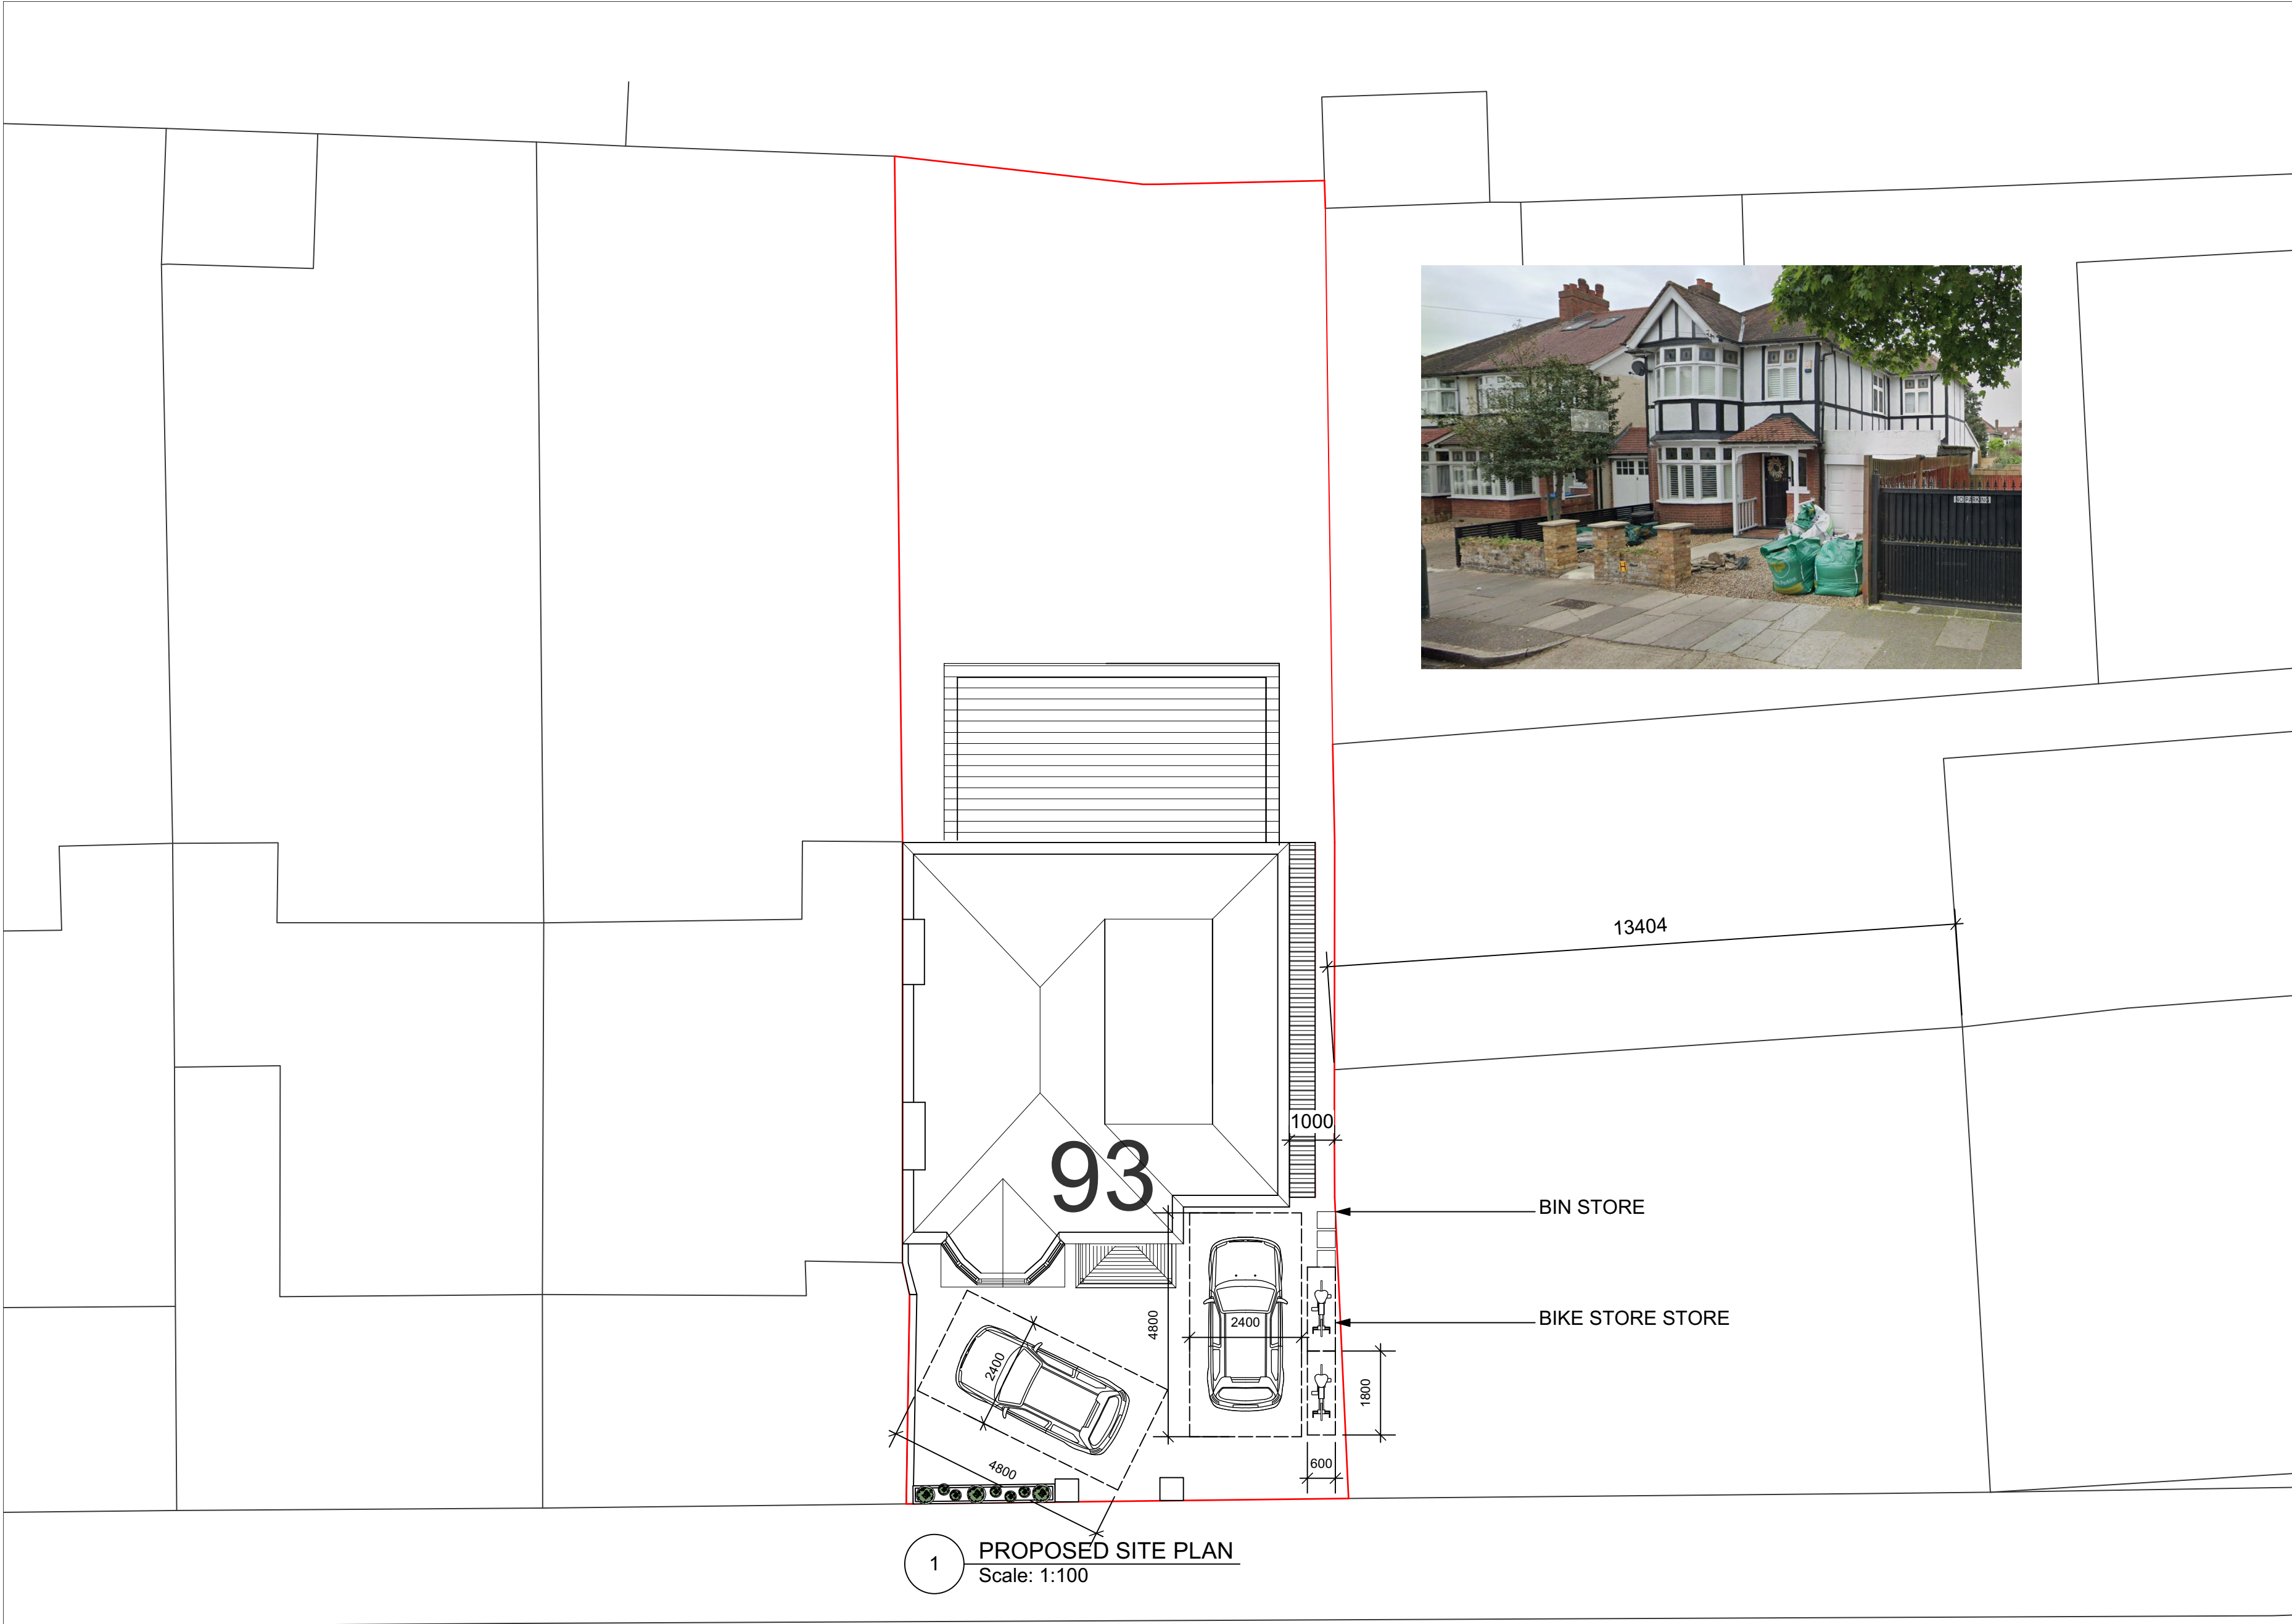 13404
1000
93
BIN STORE
BIKE STORE STORE
4800
2400
2400
1800
4800
600
1
PROPOSED SITE PLAN
Scale: 1:100